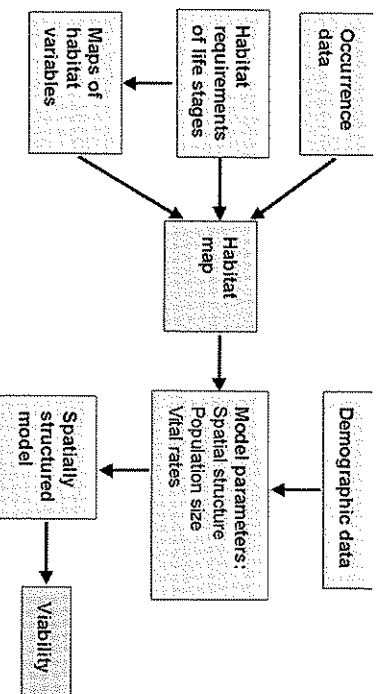 Occurrence
data
Habitat
requirements
of life stages
Maps of
habitat
variables
Habitat
map
Demographic data
Model parameters:
Spatial structure
Population size
Vital rates
Spatially
structured
model
Viability